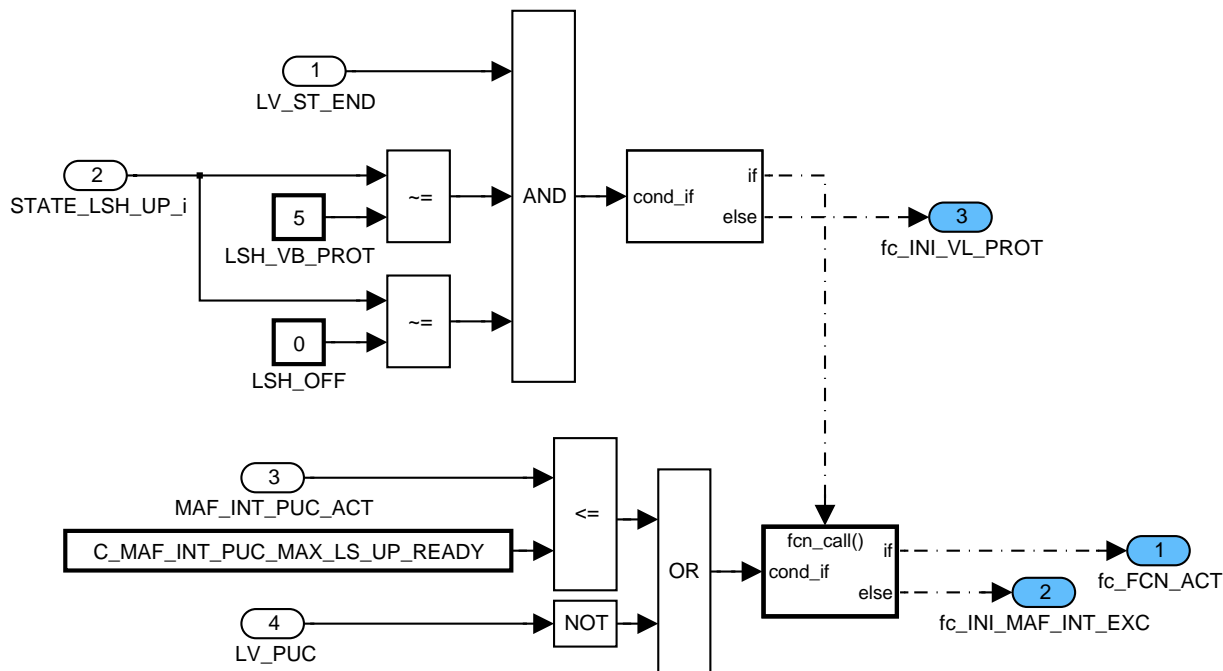 1
LV_ST_END
2
STATE_LSH_UP_i
5
LSH_VB_PROT
~=
0
LSH_OFF
~=
AND
cond_if
if
else
3
fc_INI_VL_PROT
3
MAF_INT_PUC_ACT
C_MAF_INT_PUC_MAX_LS_UP_READY
<=
4
LV_PUC
NOT
OR
fcn_call()
cond_if
if
else
1
fc_FCN_ACT
2
fc_INI_MAF_INT_EXC